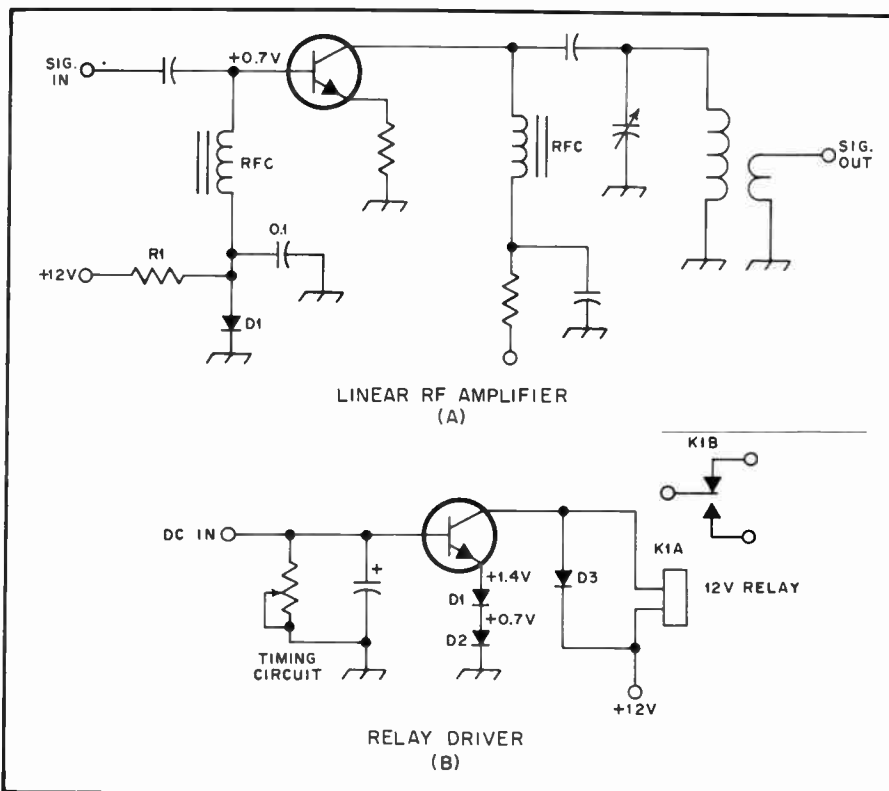 SIG.
IN
+0.7V
RFC
RFC
SIG.
OUT
0.1
R1
+12V
D1
LINEAR RF AMPLIFIER
(A)
K1B
DC IN
K1A
+
+1.4V
D1
D3
12V RELAY
+0.7V
D2
TIMING
CIRCUIT
+12V
RELAY DRIVER
(B)